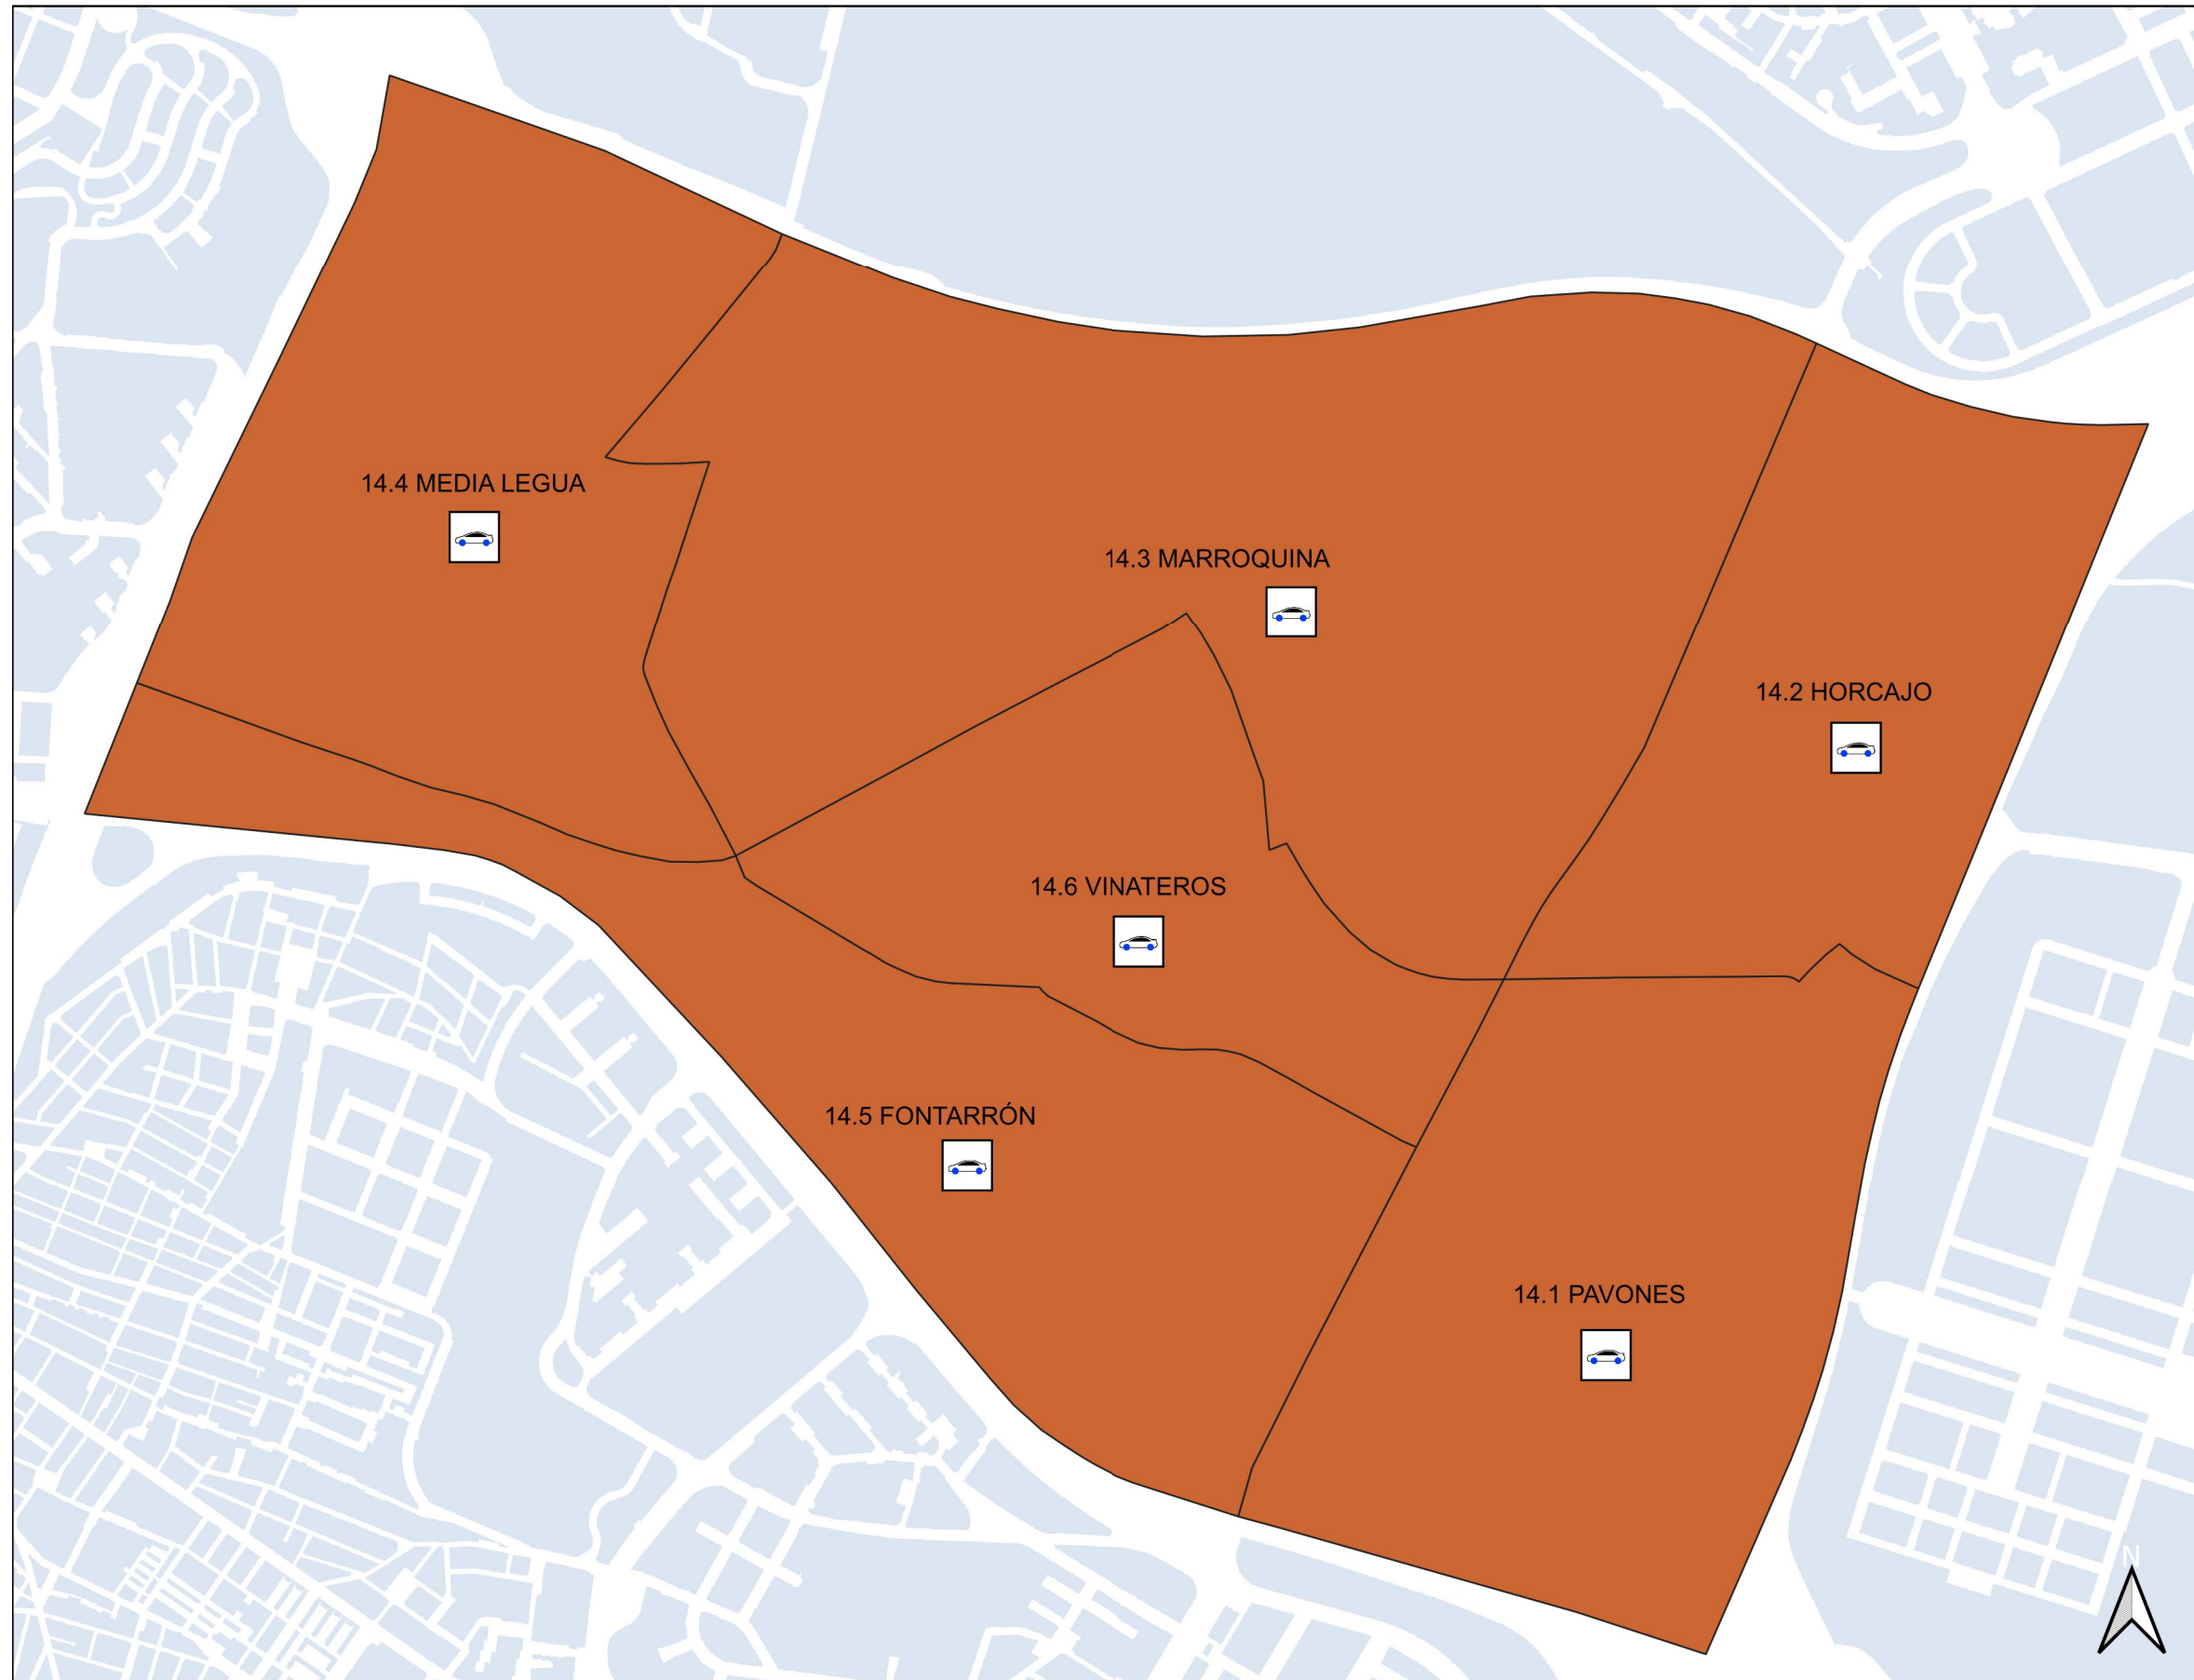 14.4 MEDIA LEGUA
14.3 MARROQUINA
14.2 HORCAJO
14.6 VINATEROS
14.5 FONTARRÓN
14.1 PAVONES
N